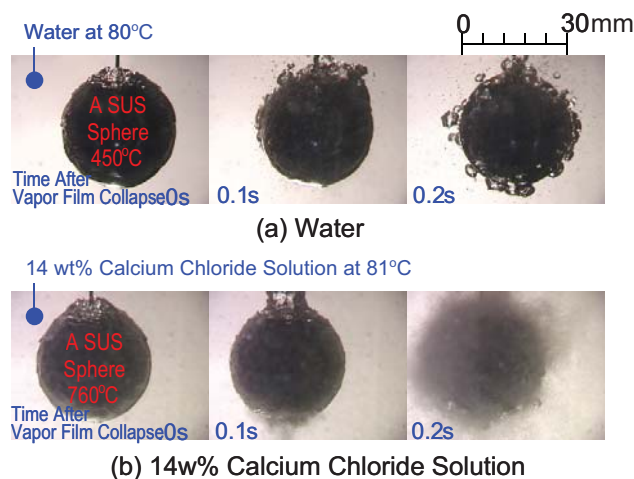 0 30mm
Water at 80°C
A SUS
Sphere
450°C
Time After
Vapor Film Collapse0s
0.1s
0.2s
(a) Water
14 wt% Calcium Chloride Solution at 81°C
A SUS
Sphere
760°C
Time After
Vapor Film Collapse0s
0.1s
0.2s
(b) 14w% Calcium Chloride Solution